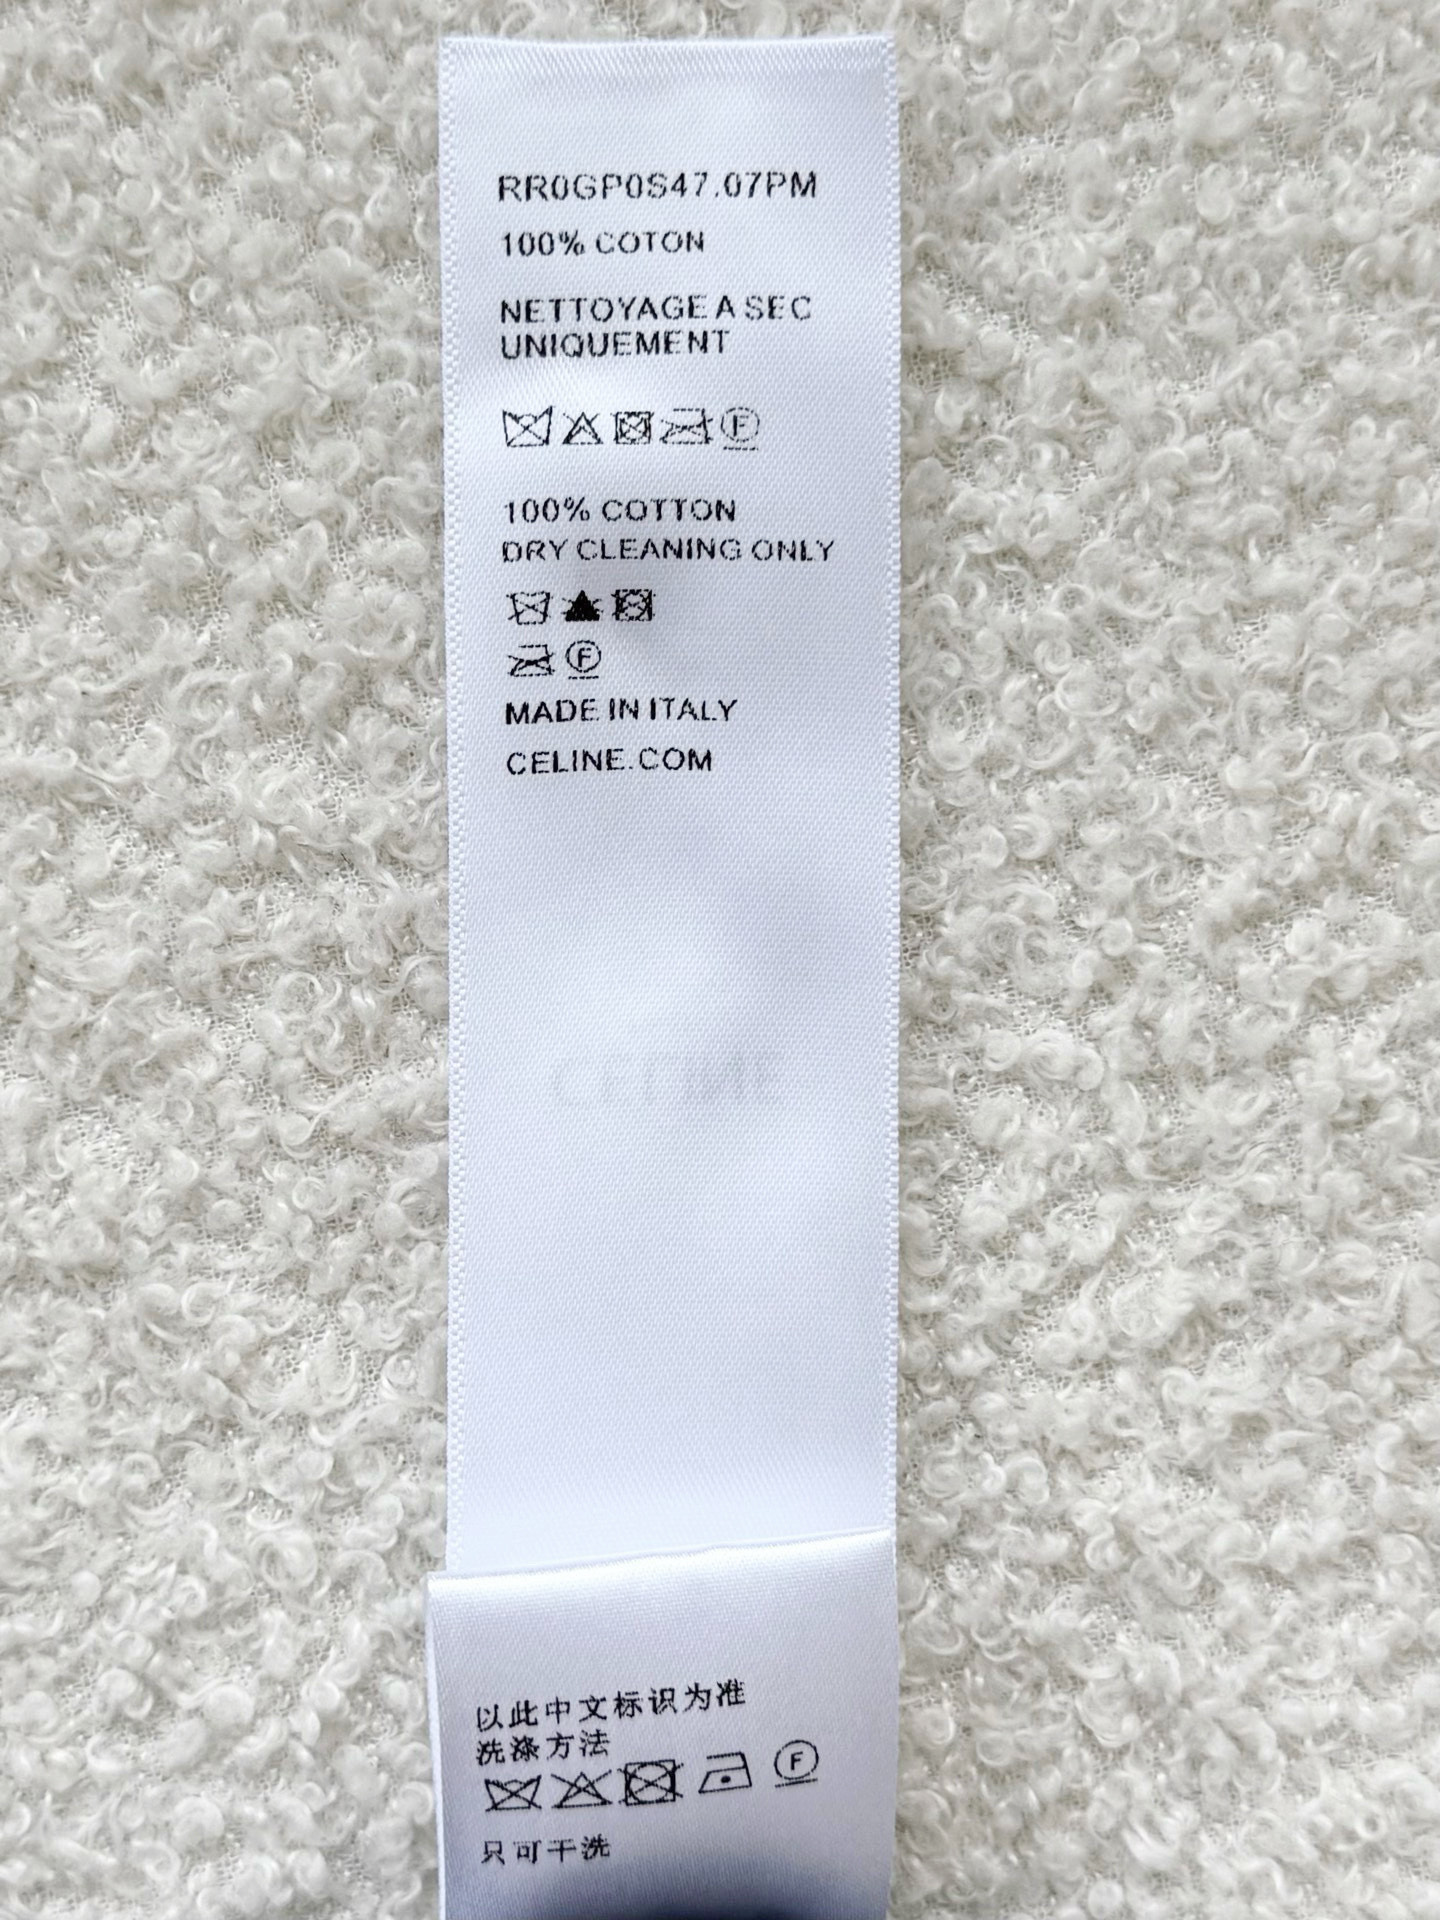 RR0GP0S47.07PM
100% COTON
NETTOYAGE A SEC
UNIQUEMENT
F
100% COTTON
DRY CLEANING ONLY
F
MADE IN ITALY
CELINE.COM
CELINE
以此中文标识为准
洗涤方法
F
只可干洗